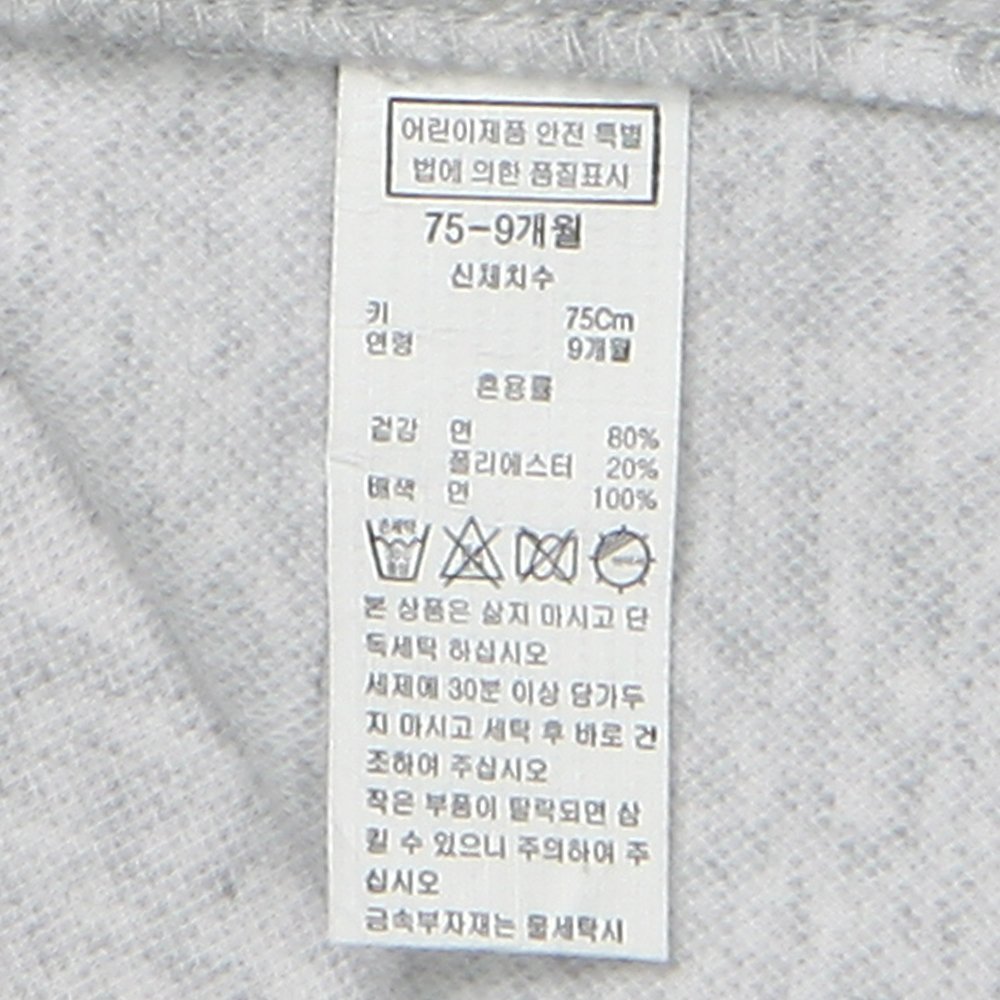 어린이제품 안전 특별
법에 의한 품질표시
75-9개월
신체치수
키 75Cm
연령 9개월
혼용률
겉감 면 80%
폴리에스터 20%
배색 면 100%
손세탁
중성
본 상품은 삶지 마시고 단
독세탁 하십시오
세제에 30분 이상 담가두
지 마시고 세탁 후 바로 건
조하여 주십시오
작은 부품이 탈락되면 삼
킬 수 있으니 주의하여 주
십시오
금속부자재는 물세탁시